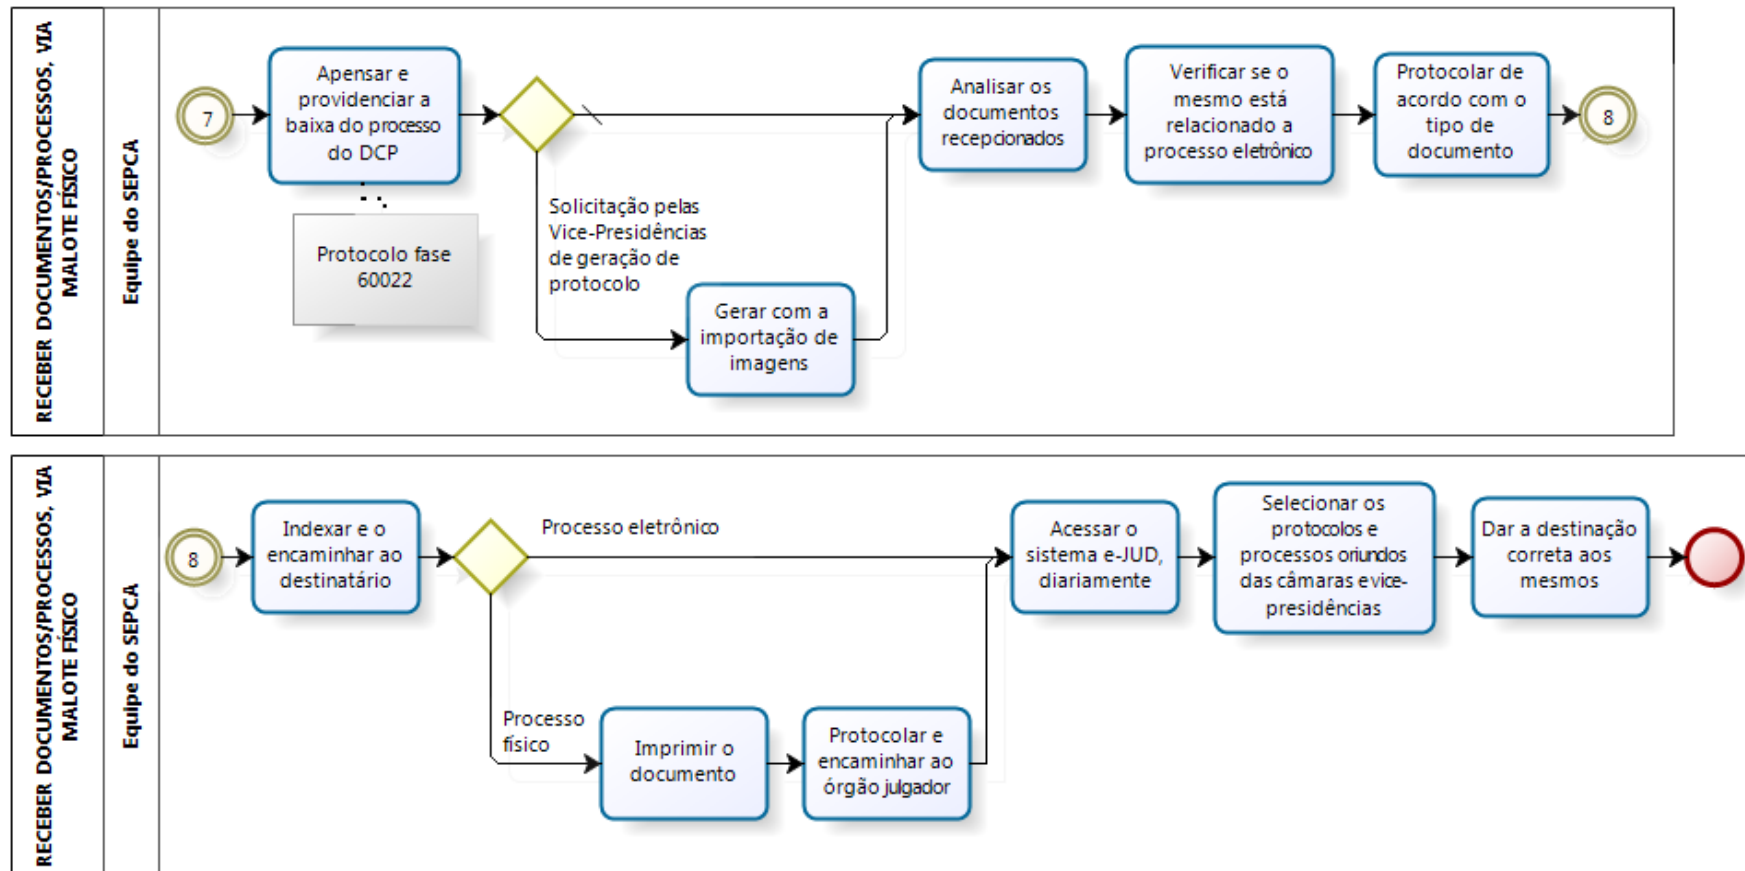 RECEBER DOCUMENTOS/PROCESSOS, VIA
MALOTE FÍSICO
Equipe do SEPCA
7
Apensar e
providenciar a
baixa do processo
do DCP
Protocolo fase
60022
Solicitação pelas
Vice-Presidências
de geração de
protocolo
Gerar com a
importação de
imagens
Analisar os
documentos
recepcionados
Verificar se o
mesmo está
relacionado a
processo eletrônico
Protocolar de
acordo com o
tipo de
documento
8
RECEBER DOCUMENTOS/PROCESSOS, VIA
MALOTE FÍSICO
Equipe do SEPCA
8
Indexar e o
encaminhar ao
destinatário
Processo eletrônico
Processo
físico
Imprimir o
documento
Protocolar e
encaminhar ao
órgão julgador
Acessar o
sistema e-JUD,
diariamente
Selecionar os
protocolos e
processos oriundos
das câmaras e vice-
presidências
Dar a destinação
correta aos
mesmos